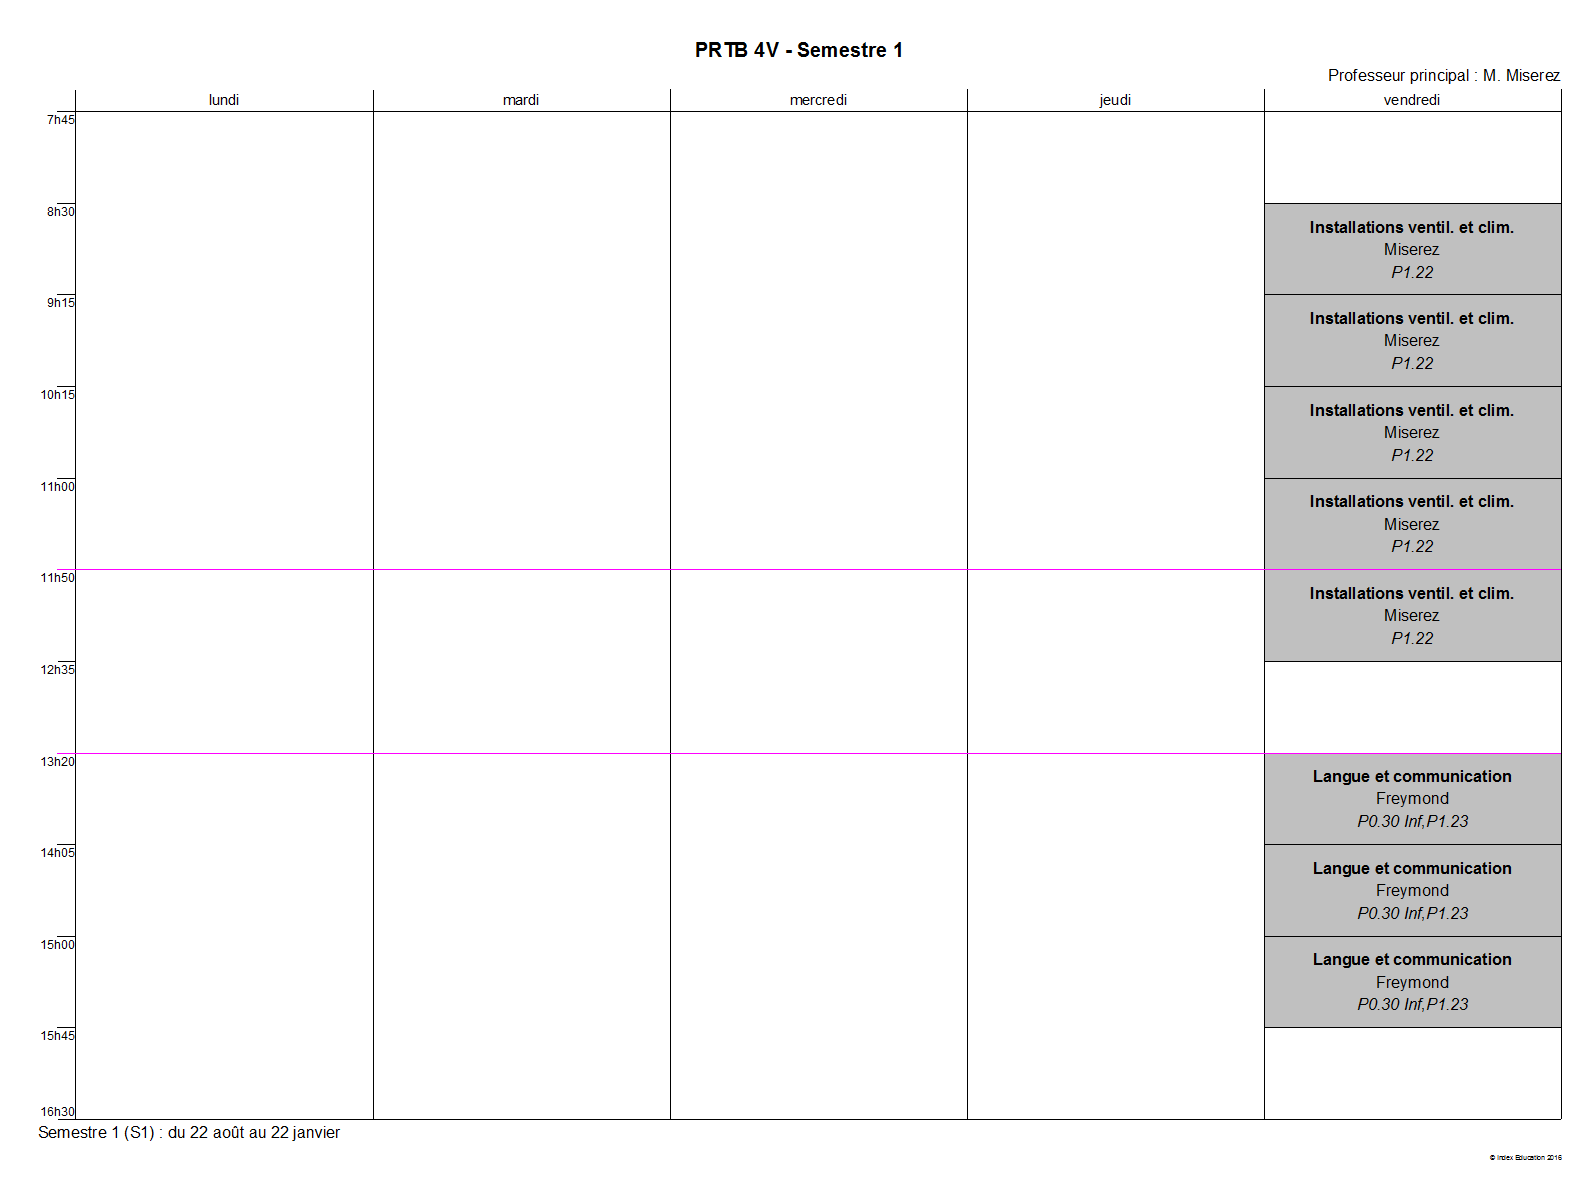 PRTB 4V - Semestre 1
Professeur principal : M. Miserez
lundi mardi mercredi jeudi vendredi
7h45
8h30
Installations ventil. et clim.
Miserez
P1.22
9h15
Installations ventil. et clim.
Miserez
P1.22
10h15
Installations ventil. et clim.
Miserez
P1.22
11h00
Installations ventil. et clim.
Miserez
P1.22
11h50
Installations ventil. et clim.
Miserez
P1.22
12h35
13h20
Langue et communication
Freymond
P0.30 Inf,P1.23
14h05
Langue et communication
Freymond
P0.30 Inf,P1.23
15h00
Langue et communication
Freymond
P0.30 Inf,P1.23
15h45
16h30
Semestre 1 (S1) : du 22 août au 22 janvier
© Index Education 2016